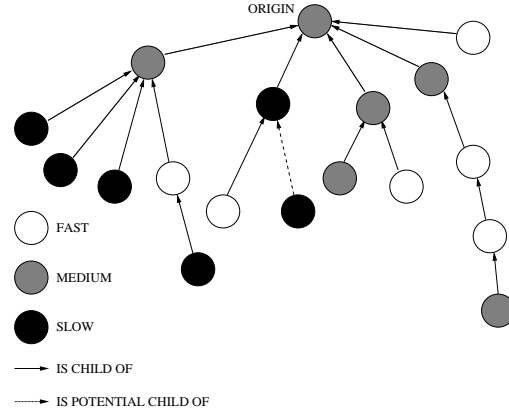 ORIGIN
FAST
MEDIUM
SLOW
IS CHILD OF
IS POTENTIAL CHILD OF